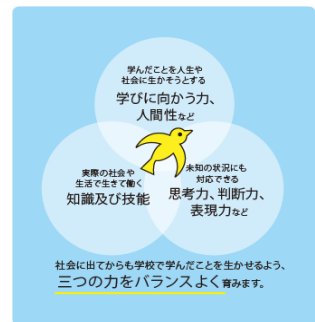 学んだことを人生や
社会に生かそうとする
学びに向かう力、
人間性など
実際の社会や
生活で生きて働く
知識及び技能
未知の状況にも
対応できる
思考力、判断力、
表現力など
社会に出てからも学校で学んだことを生かせるよう、
三つの力をバランスよく育みます。